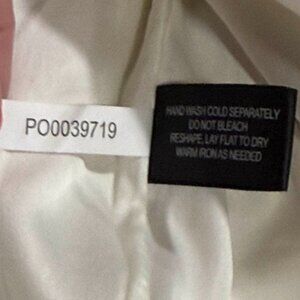 PO0039719
HAND WASH COLD SEPARATELY
DO NOT BLEACH
RESHAPE, LAY FLAT TO DRY
WARM IRON AS NEEDED